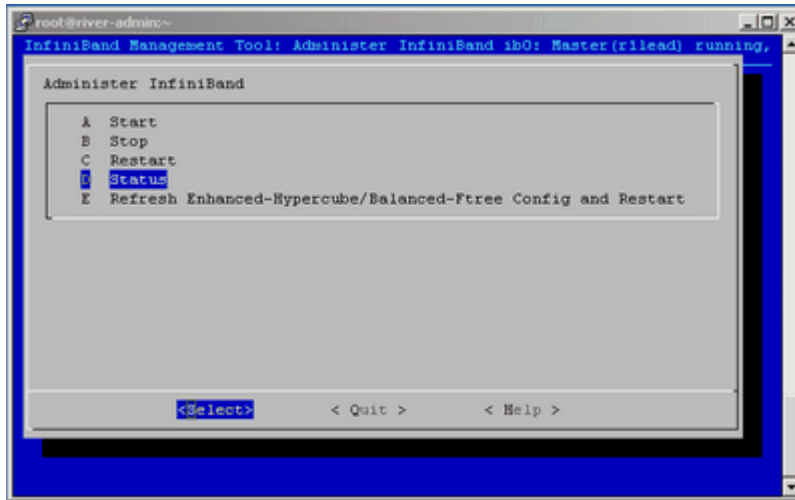 root@river-admin:~
InfiniBand Management Tool: Administer InfiniBand ib0: Master(r1lead) running,
Administer InfiniBand
A Start
B Stop
C Restart
D Status
E Refresh Enhanced-Hypercube/Balanced-Ftree Config and Restart
<Select> < Quit > < Help >